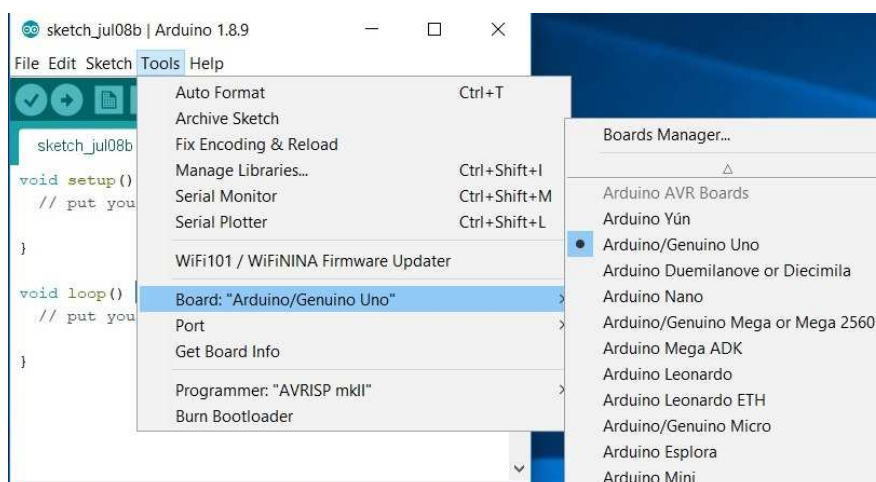 sketch_jul08b | Arduino 1.8.9
File Edit Sketch Tools Help
sketch_jul08b
void setup()
// put you
}
void loop()
// put you
}
Auto Format Ctrl+T
Archive Sketch
Fix Encoding & Reload
Manage Libraries... Ctrl+Shift+I
Serial Monitor Ctrl+Shift+M
Serial Plotter Ctrl+Shift+L
WiFi101 / WiFiNINA Firmware Updater
Board: "Arduino/Genuino Uno"
Port
Get Board Info
Programmer: "AVRISP mkII"
Burn Bootloader
Boards Manager...
Arduino AVR Boards
Arduino Yún
Arduino/Genuino Uno
Arduino Duemilanove or Diecimila
Arduino Nano
Arduino/Genuino Mega or Mega 2560
Arduino Mega ADK
Arduino Leonardo
Arduino Leonardo ETH
Arduino/Genuino Micro
Arduino Esplora
Arduino Mini